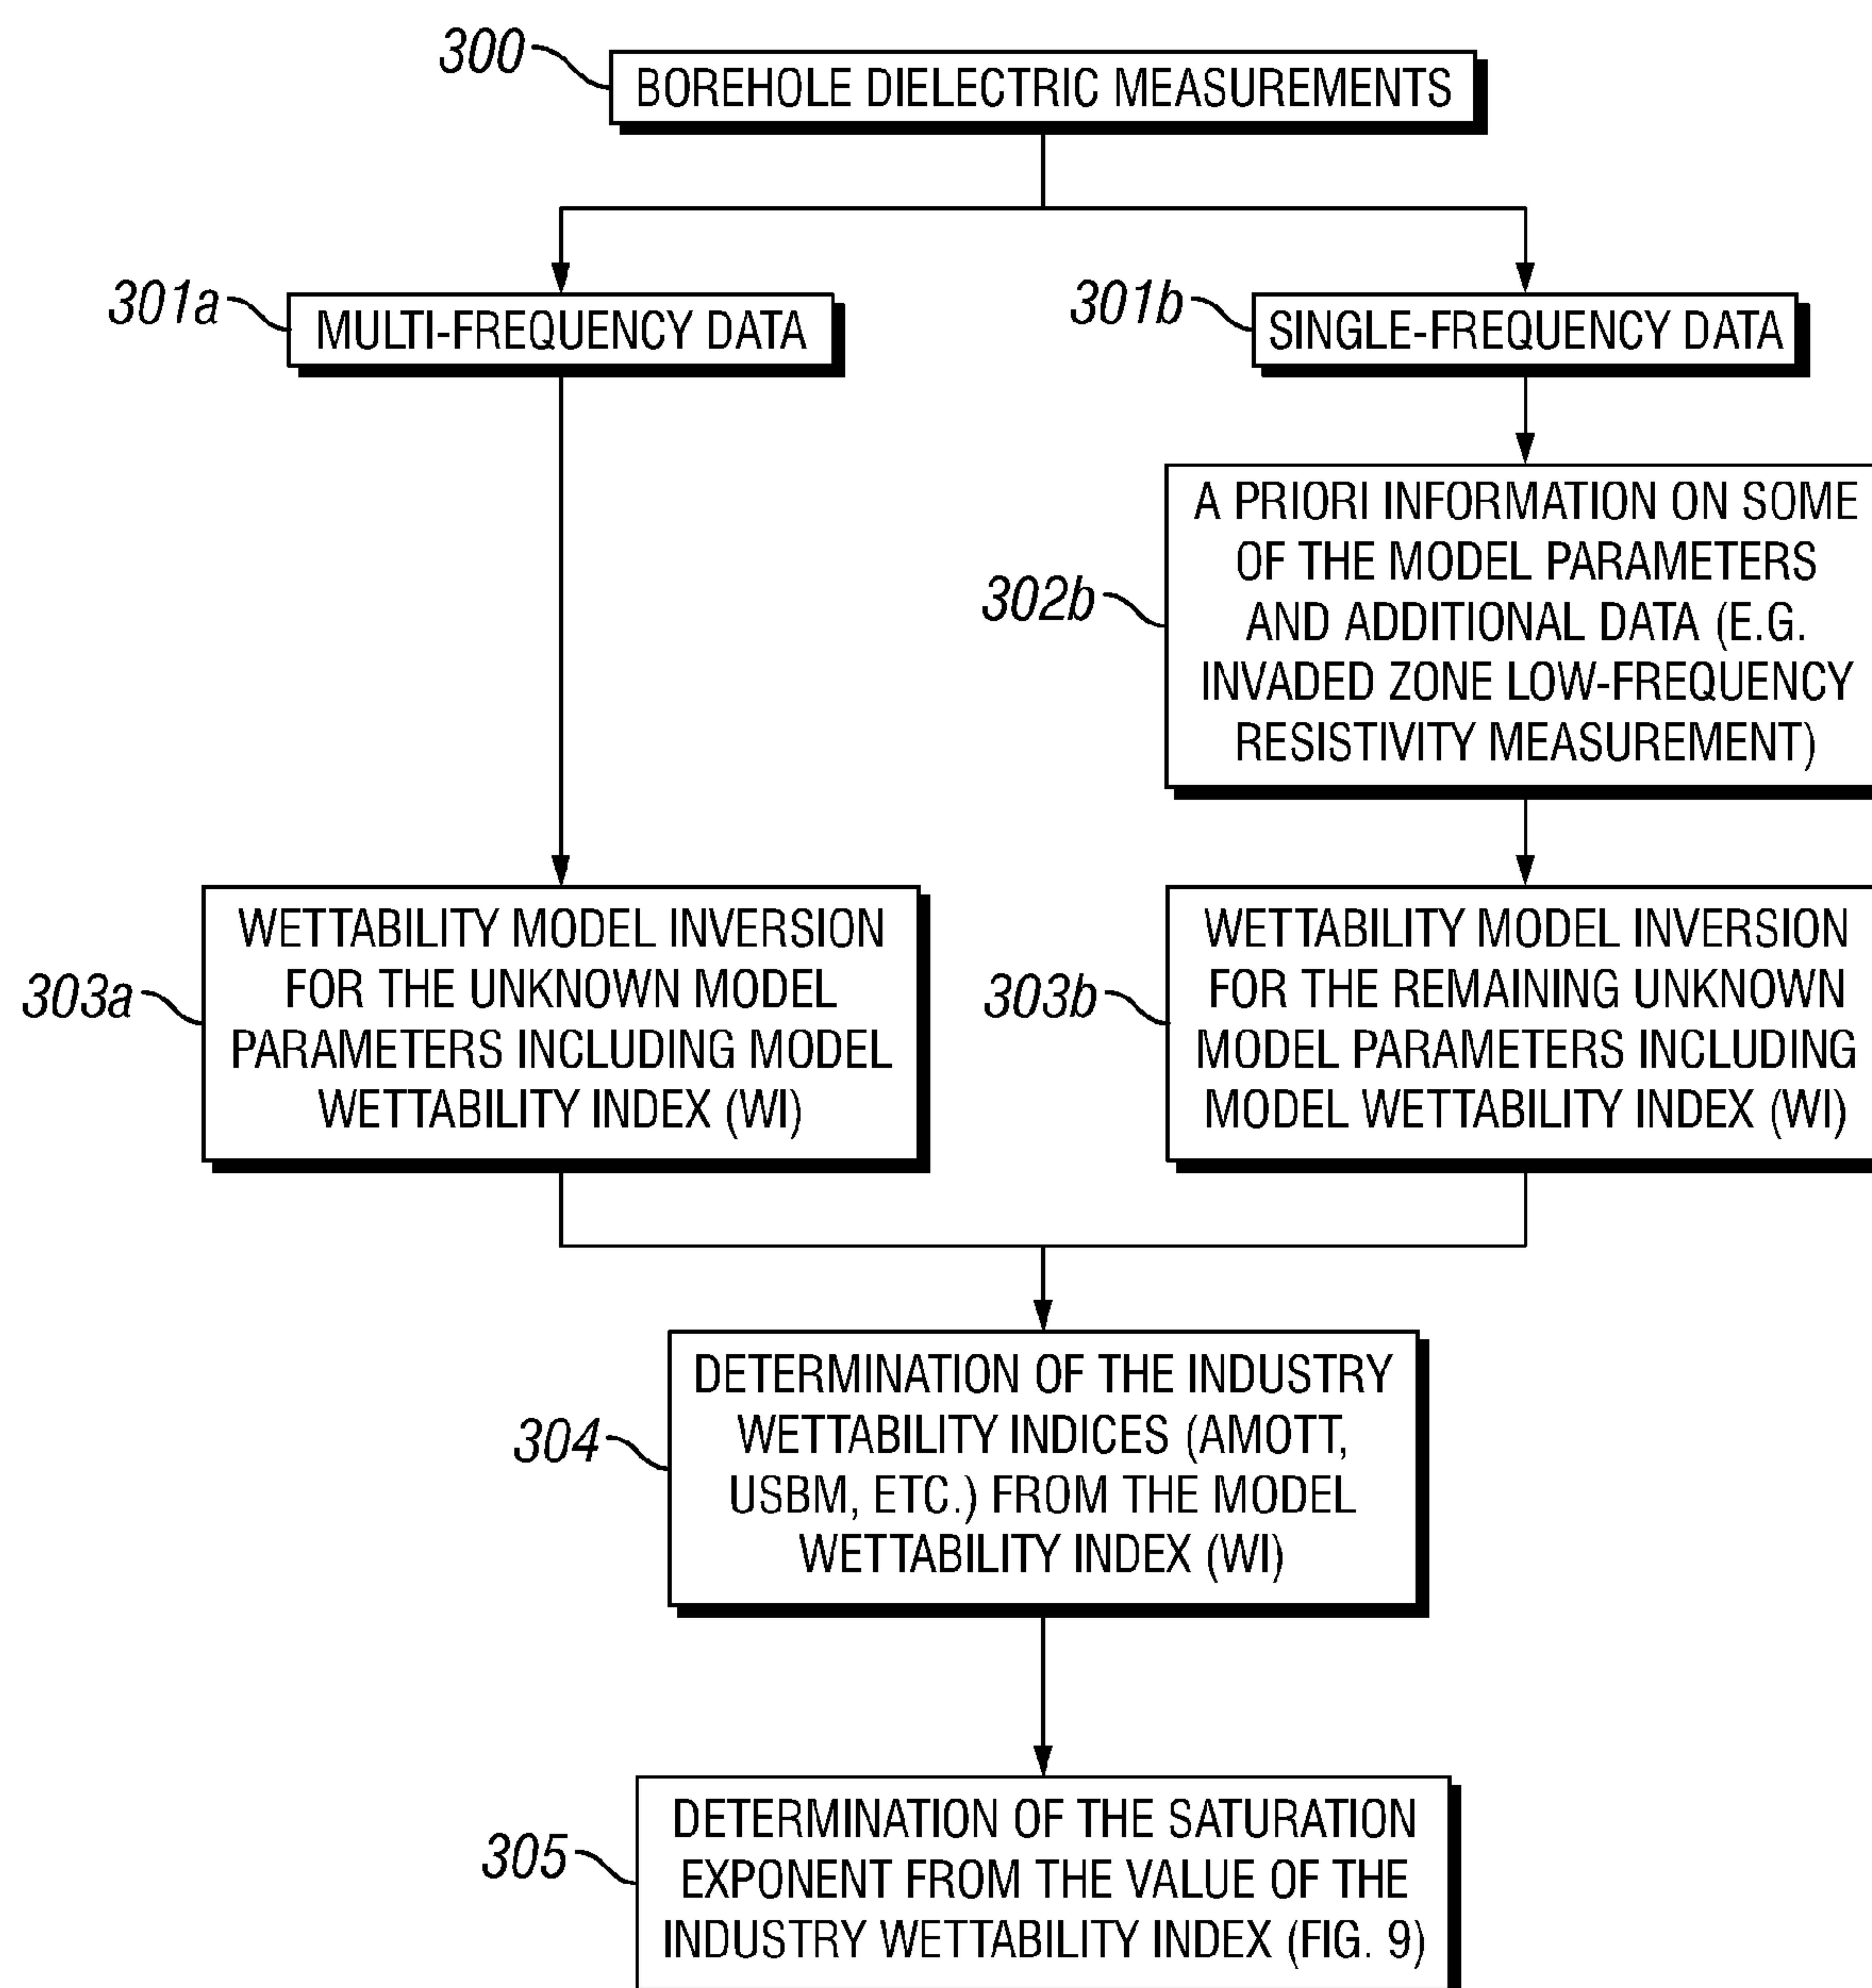 300
BOREHOLE DIELECTRIC MEASUREMENTS
301a
MULTI-FREQUENCY DATA
301b
SINGLE-FREQUENCY DATA
302b
A PRIORI INFORMATION ON SOME
OF THE MODEL PARAMETERS
AND ADDITIONAL DATA (E.G.
INVADED ZONE LOW-FREQUENCY
RESISTIVITY MEASUREMENT)
303a
WETTABILITY MODEL INVERSION
FOR THE UNKNOWN MODEL
PARAMETERS INCLUDING MODEL
WETTABILITY INDEX (WI)
303b
WETTABILITY MODEL INVERSION
FOR THE REMAINING UNKNOWN
MODEL PARAMETERS INCLUDING
MODEL WETTABILITY INDEX (WI)
304
DETERMINATION OF THE INDUSTRY
WETTABILITY INDICES (AMOTT,
USBM, ETC.) FROM THE MODEL
WETTABILITY INDEX (WI)
305
DETERMINATION OF THE SATURATION
EXPONENT FROM THE VALUE OF THE
INDUSTRY WETTABILITY INDEX (FIG. 9)